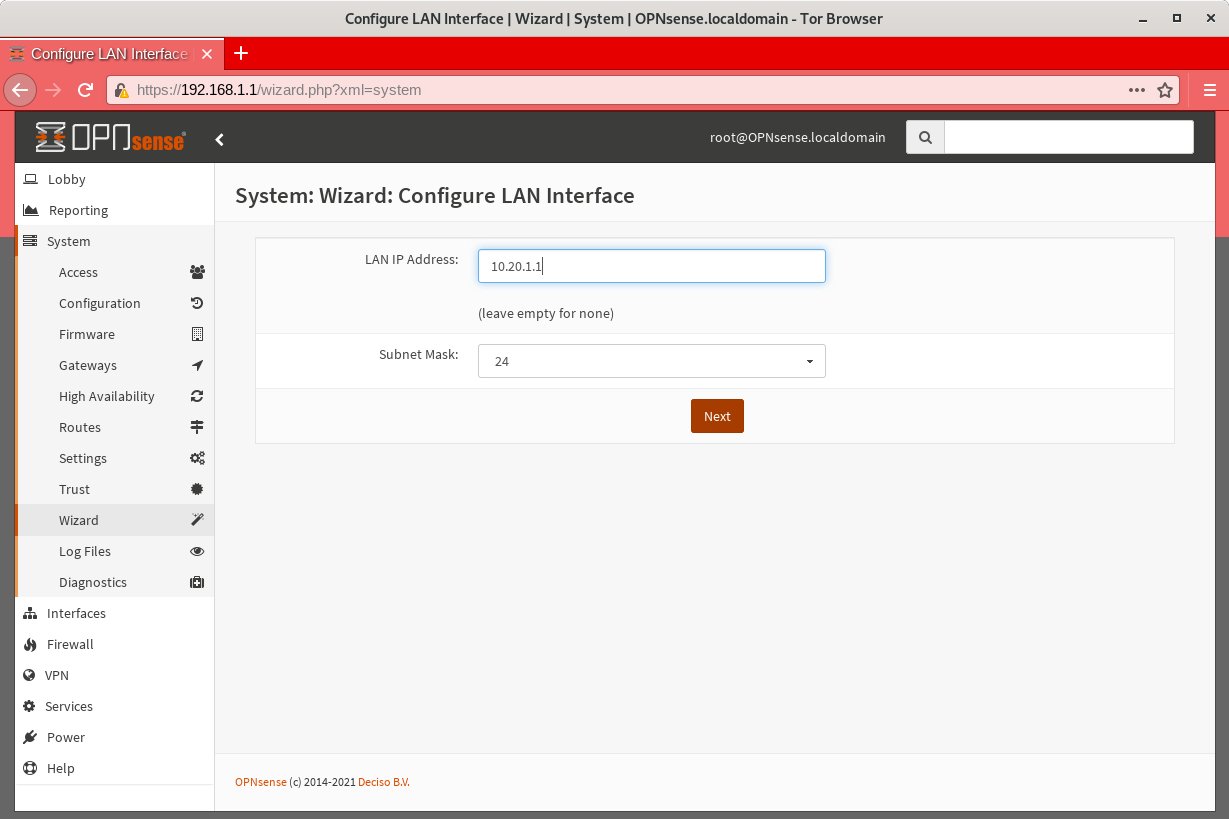 Configure LAN Interface | Wizard | System | OPNsense.localdomain - Tor Browser
Configure LAN Interface
https://192.168.1.1/wizard.php?xml=system
OPNsense
root@OPNsense.localdomain
Lobby
Reporting
System
Access
Configuration
Firmware
Gateways
High Availability
Routes
Settings
Trust
Wizard
Log Files
Diagnostics
Interfaces
Firewall
VPN
Services
Power
Help
System: Wizard: Configure LAN Interface
LAN IP Address: 10.20.1.1
(leave empty for none)
Subnet Mask: 24
Next
OPNsense (c) 2014-2021 Deciso B.V.